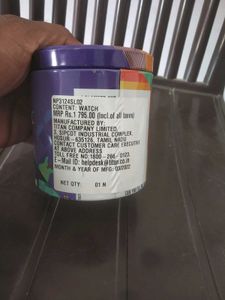 NP3124SL02
CONTENT: WATCH
MRP Rs.1 795.00 (Incl.of all taxes)
MANUFACTURED BY:
TITAN COMPANY LIMITED,
3, SIPCOT INDUSTRIAL COMPLEX,
HOSUR-635126, TAMIL NADU
CONTACT CUSTOMER CARE EXECUTIVE
AT ABOVE ADDRESS
TOLL FREE NO:1800-266-0123
E-Mail ID: helpdesk@titan.co.in
MONTH & YEAR OF MFG: 03/2022
NET QTY: 01 N